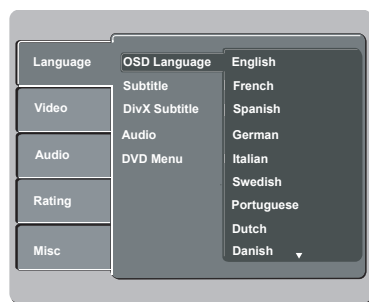 Language
Video
Audio
Rating
Misc
OSD Language
Subtitle
DivX Subtitle
Audio
DVD Menu
English
French
Spanish
German
Italian
Swedish
Portuguese
Dutch
Danish